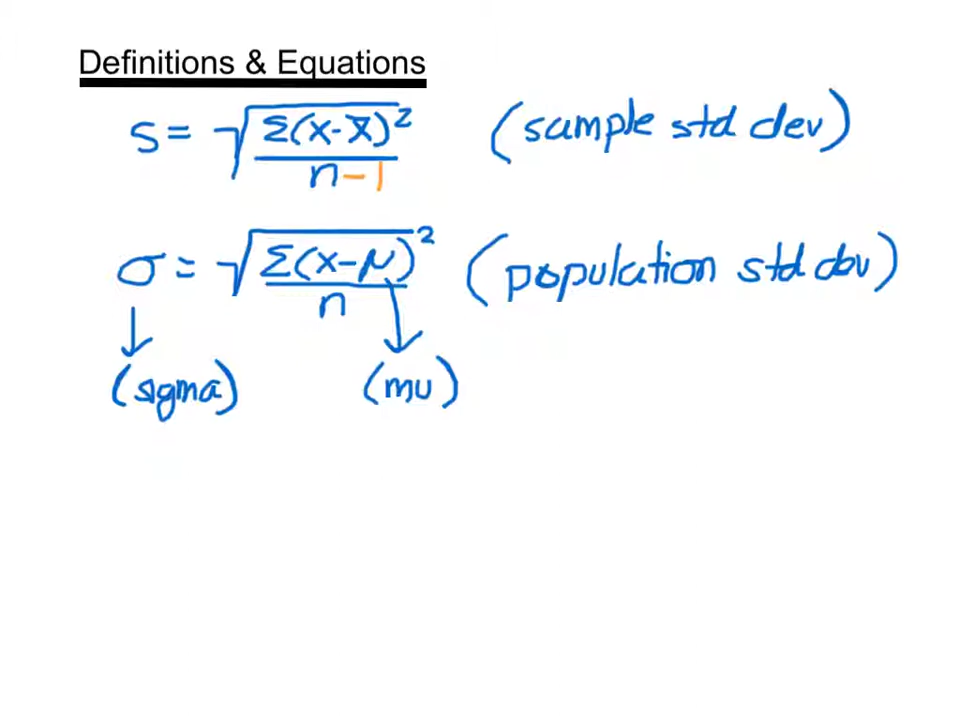 Definitions & Equations
s = √(Σ(x-x̄)²/(n-1)) (sample std dev)
σ = √(Σ(x-μ)²/n) (population std dev)
(sigma) (mu)